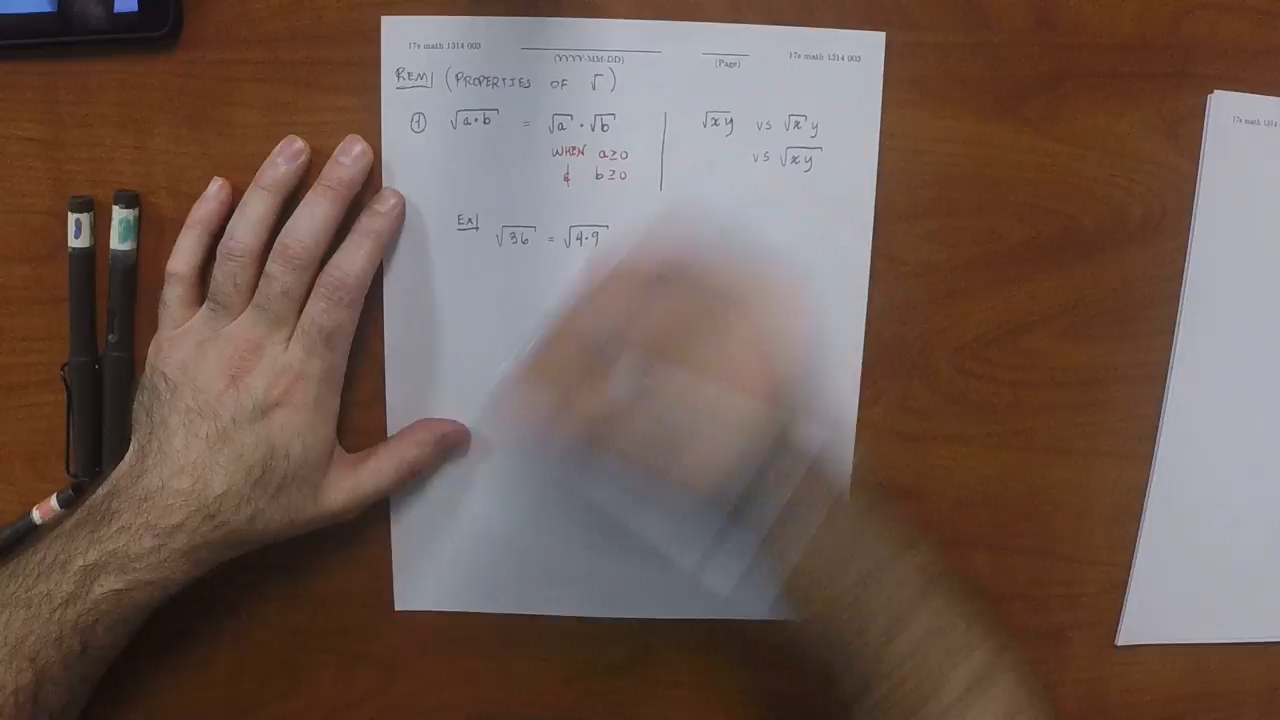 17s math 1314 003 (YYYY-MM-DD) (Page) 17s math 1314 003
REM (PROPERTIES OF √)
① √(a·b) = √a · √b
WHEN a≥0
& b≥0
√x y vs √x y
vs √(xy)
Ex
√36 = √(4·9)
17s math 1314